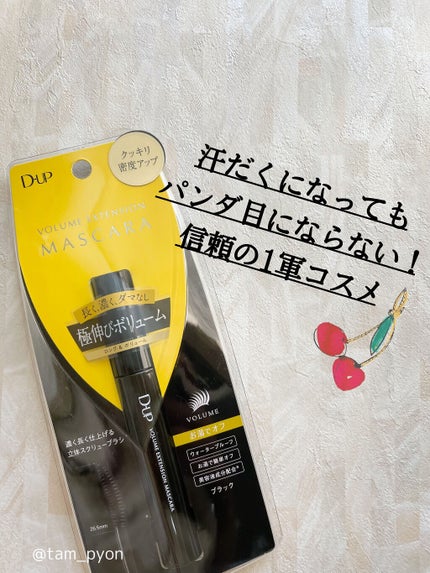 汗だくになっても
パンダ目にならない！
信頼の1軍コスメ
D-UP
クッキリ
密度アップ
VOLUME EXTENSION
MASCARA
長く、濃く、ダマなし
極伸びボリューム
ロング&ボリューム
D-UP
VOLUME EXTENSION MASCARA
濃く長く仕上げる
立体スクリューブラシ
26.5mm
VOLUME
お湯でオフ
ウォータープルーフ
お湯で簡単オフ
美容液成分配合*
ブラック
@tam_pyon